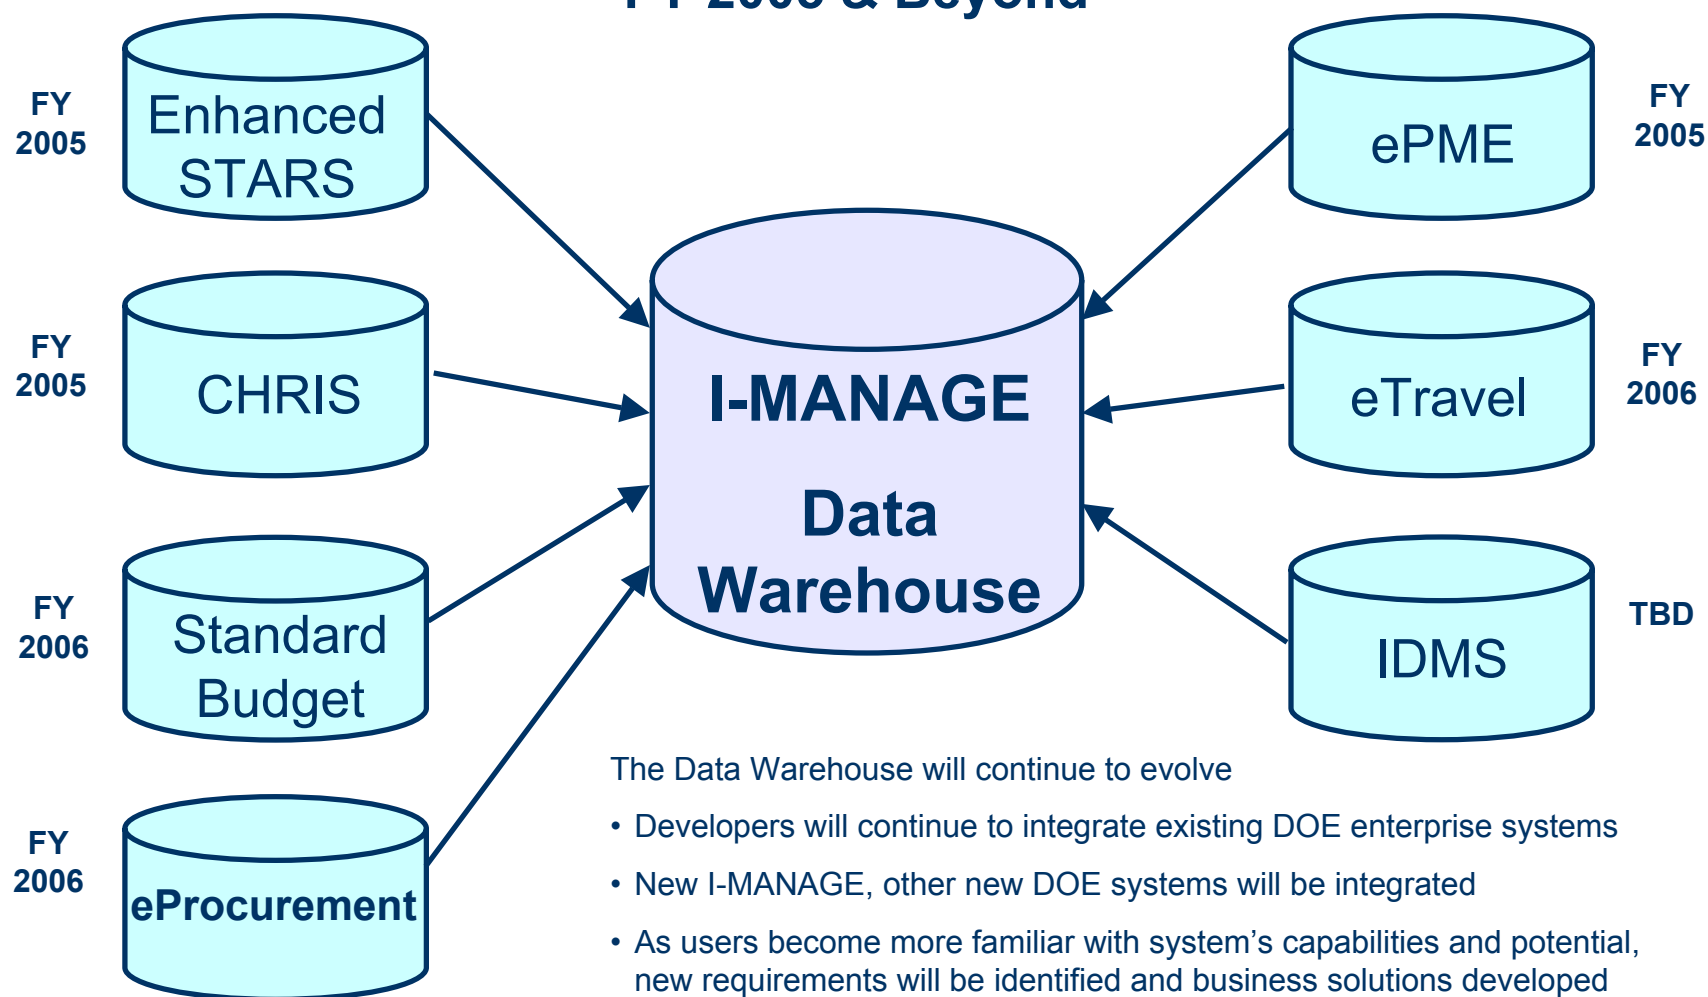 FY
2005
Enhanced
STARS
ePME
FY
2005
FY
2005
CHRIS
I-MANAGE
Data
Warehouse
eTravel
FY
2006
FY
2006
Standard
Budget
IDMS
TBD
FY
2006
eProcurement
The Data Warehouse will continue to evolve
• Developers will continue to integrate existing DOE enterprise systems
• New I-MANAGE, other new DOE systems will be integrated
• As users become more familiar with system’s capabilities and potential,
new requirements will be identified and business solutions developed